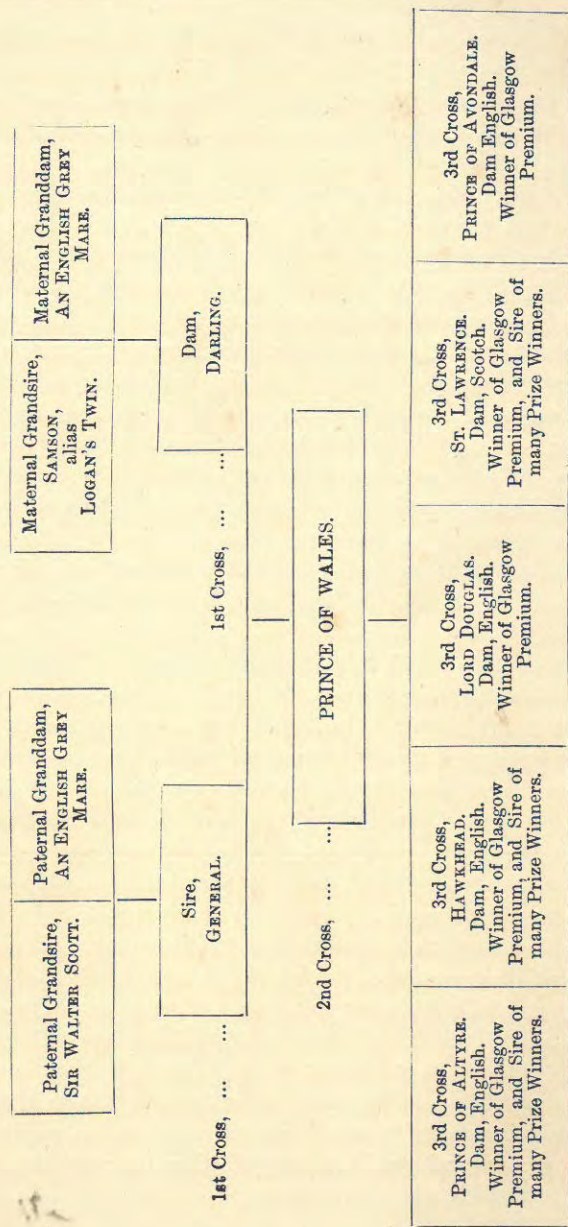 Paternal Grandsire,
SIR WALTER SCOTT.
Paternal Granddam,
AN ENGLISH GREY
MARE.
Maternal Grandsire,
SAMSON,
alias
LOGAN'S TWIN.
Maternal Granddam,
AN ENGLISH GREY
MARE.
1st Cross, ... ...
Sire,
GENERAL.
1st Cross, ... ...
Dam,
DARLING.
2nd Cross, ... ...
PRINCE OF WALES.
3rd Cross,
PRINCE OF ALTYRE.
Dam, English.
Winner of Glasgow
Premium, and Sire of
many Prize Winners.
3rd Cross,
HAWKHEAD.
Dam, English.
Winner of Glasgow
Premium, and Sire of
many Prize Winners.
3rd Cross,
LORD DOUGLAS.
Dam, English.
Winner of Glasgow
Premium.
3rd Cross,
ST. LAWRENCE.
Dam, Scotch.
Winner of Glasgow
Premium, and Sire of
many Prize Winners.
3rd Cross,
PRINCE OF AVONDALE.
Dam English.
Winner of Glasgow
Premium.